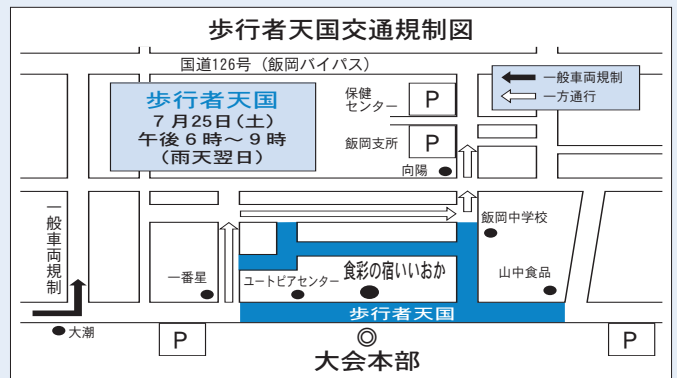 歩行者天国交通規制図
国道126号（飯岡バイパス）
歩行者天国
7月25日（土）
午後6時～9時
（雨天翌日）
保健
センター
P
一般車両規制
一方通行
飯岡支所
P
向陽
一般車両規制
飯岡中学校
一番星
ユートピアセンター
食彩の宿いいおか
山中食品
歩行者天国
大潮
P
P
大会本部